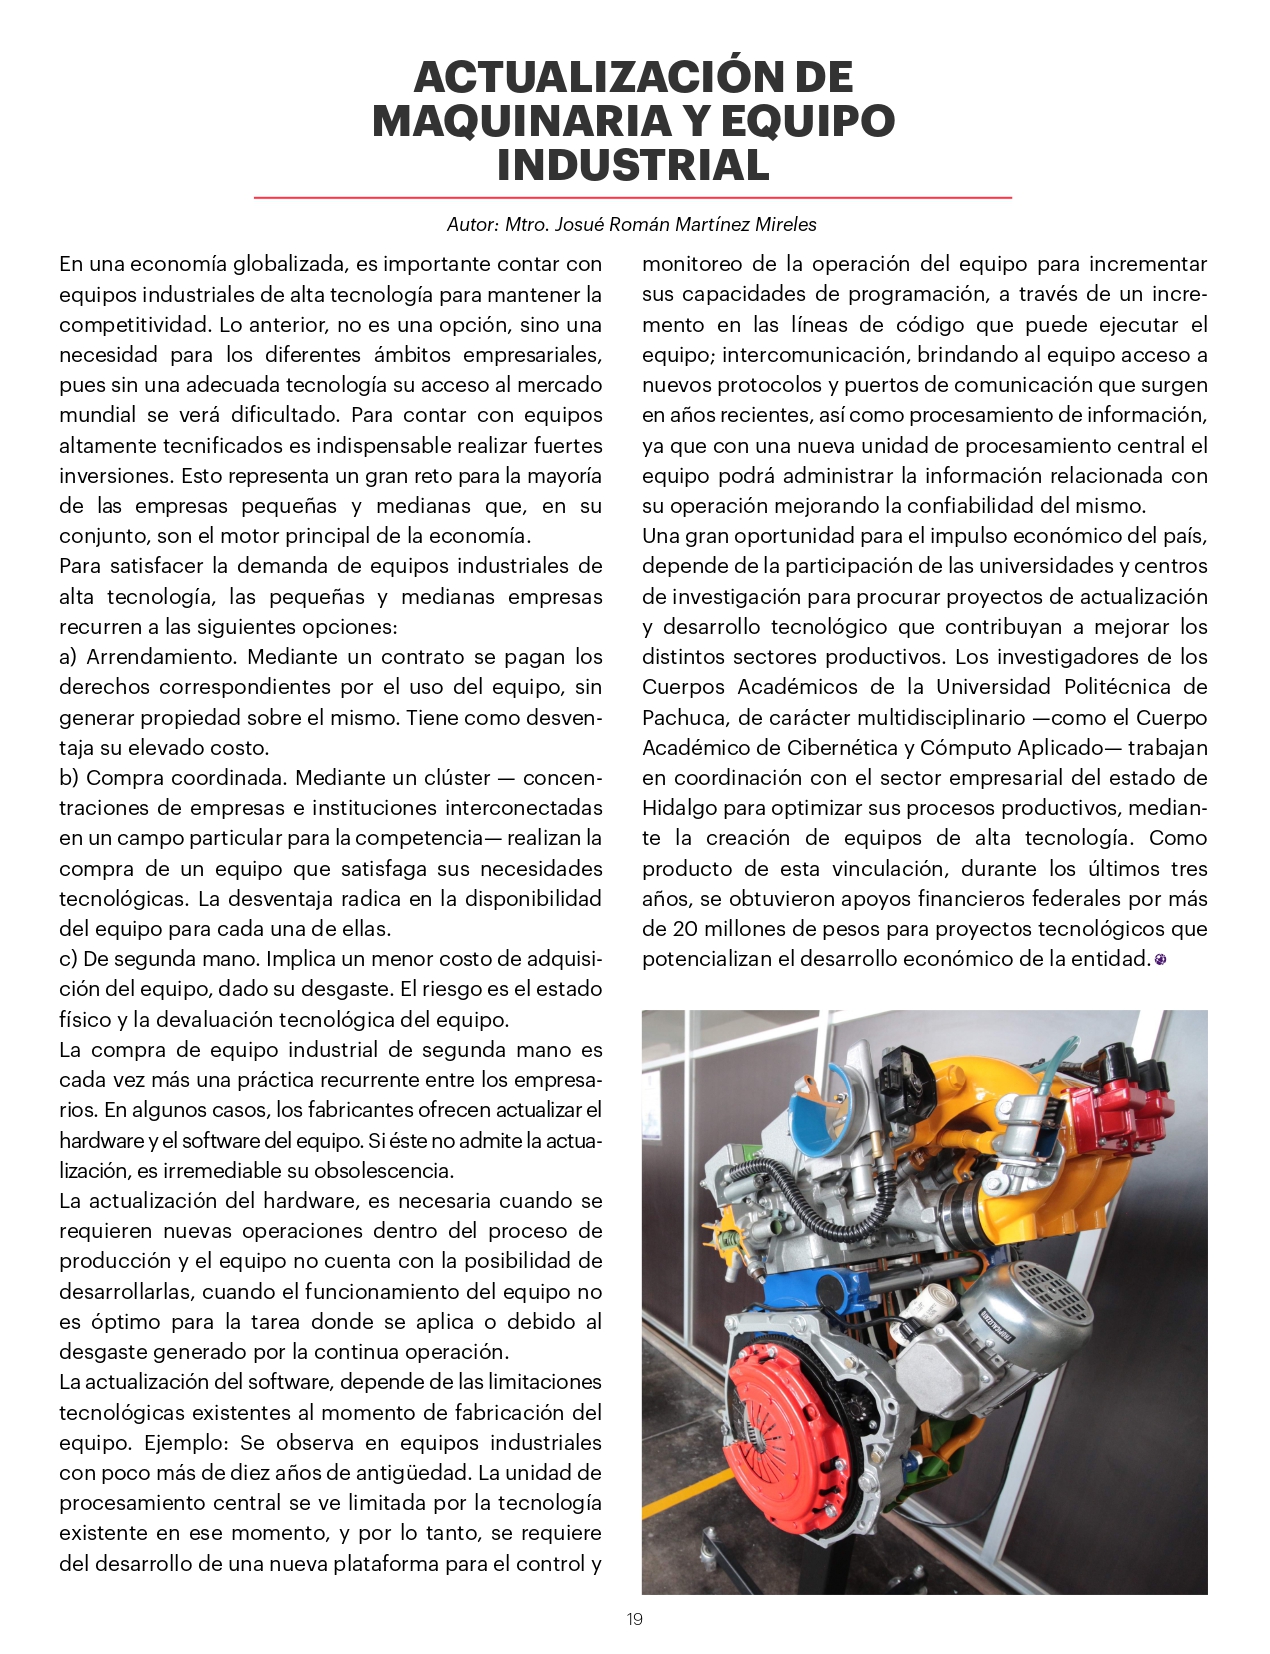 ACTUALIZACIÓN DE
MAQUINARIA Y EQUIPO
INDUSTRIAL
Autor: Mtro. Josué Román Martínez Mireles
En una economía globalizada, es importante contar con
equipos industriales de alta tecnología para mantener la
competitividad. Lo anterior, no es una opción, sino una
necesidad para los diferentes ámbitos empresariales,
pues sin una adecuada tecnología su acceso al mercado
mundial se verá dificultado. Para contar con equipos
altamente tecnificados es indispensable realizar fuertes
inversiones. Esto representa un gran reto para la mayoría
de las empresas pequeñas y medianas que, en su
conjunto, son el motor principal de la economía.
Para satisfacer la demanda de equipos industriales de
alta tecnología, las pequeñas y medianas empresas
recurren a las siguientes opciones:
a) Arrendamiento. Mediante un contrato se pagan los
derechos correspondientes por el uso del equipo, sin
generar propiedad sobre el mismo. Tiene como desven-
taja su elevado costo.
b) Compra coordinada. Mediante un clúster — concen-
traciones de empresas e instituciones interconectadas
en un campo particular para la competencia— realizan la
compra de un equipo que satisfaga sus necesidades
tecnológicas. La desventaja radica en la disponibilidad
del equipo para cada una de ellas.
c) De segunda mano. Implica un menor costo de adquisi-
ción del equipo, dado su desgaste. El riesgo es el estado
físico y la devaluación tecnológica del equipo.
La compra de equipo industrial de segunda mano es
cada vez más una práctica recurrente entre los empresa-
rios. En algunos casos, los fabricantes ofrecen actualizar el
hardware y el software del equipo. Si éste no admite la actua-
lización, es irremediable su obsolescencia.
La actualización del hardware, es necesaria cuando se
requieren nuevas operaciones dentro del proceso de
producción y el equipo no cuenta con la posibilidad de
desarrollarlas, cuando el funcionamiento del equipo no
es óptimo para la tarea donde se aplica o debido al
desgaste generado por la continua operación.
La actualización del software, depende de las limitaciones
tecnológicas existentes al momento de fabricación del
equipo. Ejemplo: Se observa en equipos industriales
con poco más de diez años de antigüedad. La unidad de
procesamiento central se ve limitada por la tecnología
existente en ese momento, y por lo tanto, se requiere
del desarrollo de una nueva plataforma para el control y
monitoreo de la operación del equipo para incrementar
sus capacidades de programación, a través de un incre-
mento en las líneas de código que puede ejecutar el
equipo; intercomunicación, brindando al equipo acceso a
nuevos protocolos y puertos de comunicación que surgen
en años recientes, así como procesamiento de información,
ya que con una nueva unidad de procesamiento central el
equipo podrá administrar la información relacionada con
su operación mejorando la confiabilidad del mismo.
Una gran oportunidad para el impulso económico del país,
depende de la participación de las universidades y centros
de investigación para procurar proyectos de actualización
y desarrollo tecnológico que contribuyan a mejorar los
distintos sectores productivos. Los investigadores de los
Cuerpos Académicos de la Universidad Politécnica de
Pachuca, de carácter multidisciplinario —como el Cuerpo
Académico de Cibernética y Cómputo Aplicado— trabajan
en coordinación con el sector empresarial del estado de
Hidalgo para optimizar sus procesos productivos, median-
te la creación de equipos de alta tecnología. Como
producto de esta vinculación, durante los últimos tres
años, se obtuvieron apoyos financieros federales por más
de 20 millones de pesos para proyectos tecnológicos que
potencializan el desarrollo económico de la entidad.
19